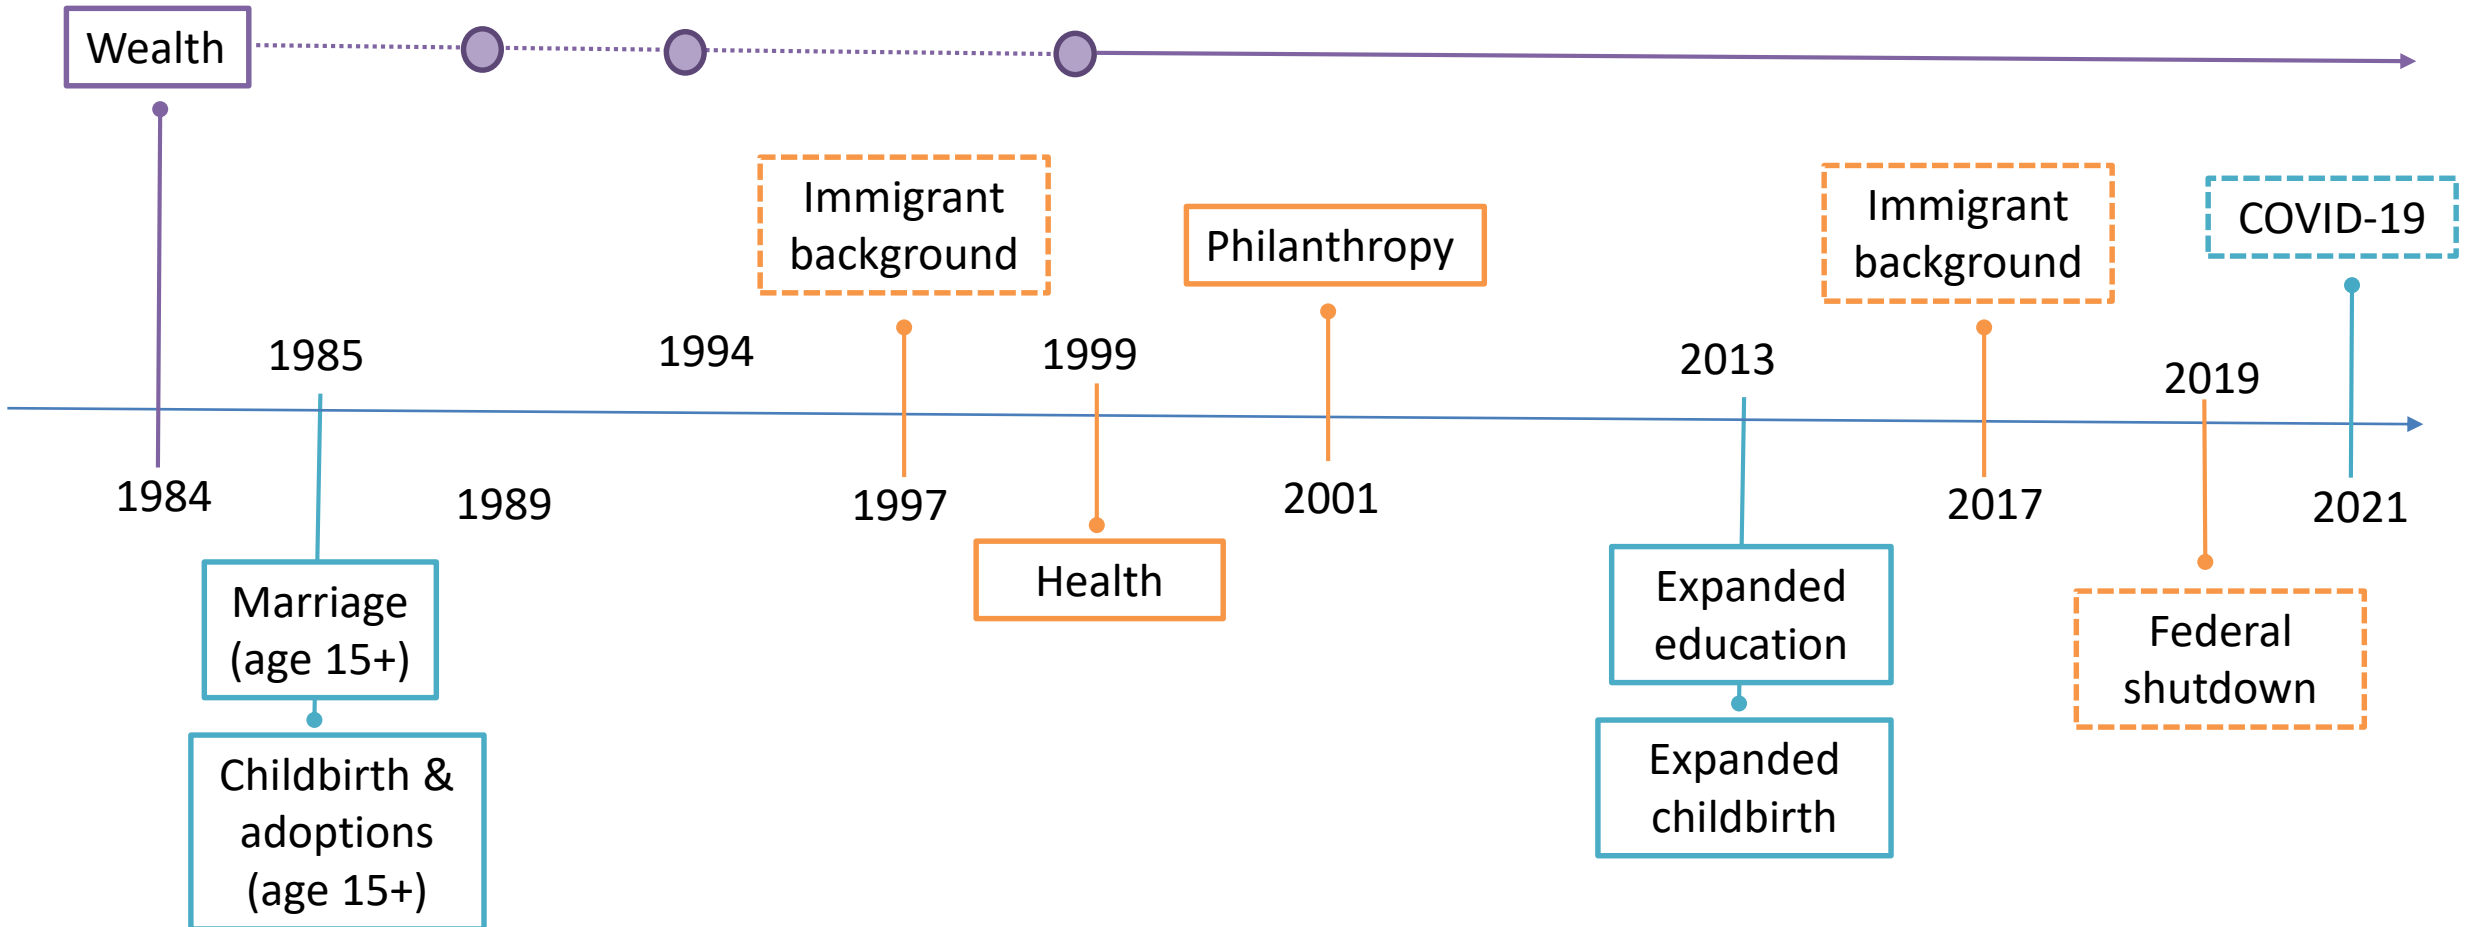 Wealth
Immigrant
background
Philanthropy
Immigrant
background
COVID-19
1985
1994
1999
2013
2019
1984
1989
1997
2001
2017
2021
Marriage
(age 15+)
Childbirth &
adoptions
(age 15+)
Health
Expanded
education
Expanded
childbirth
Federal
shutdown